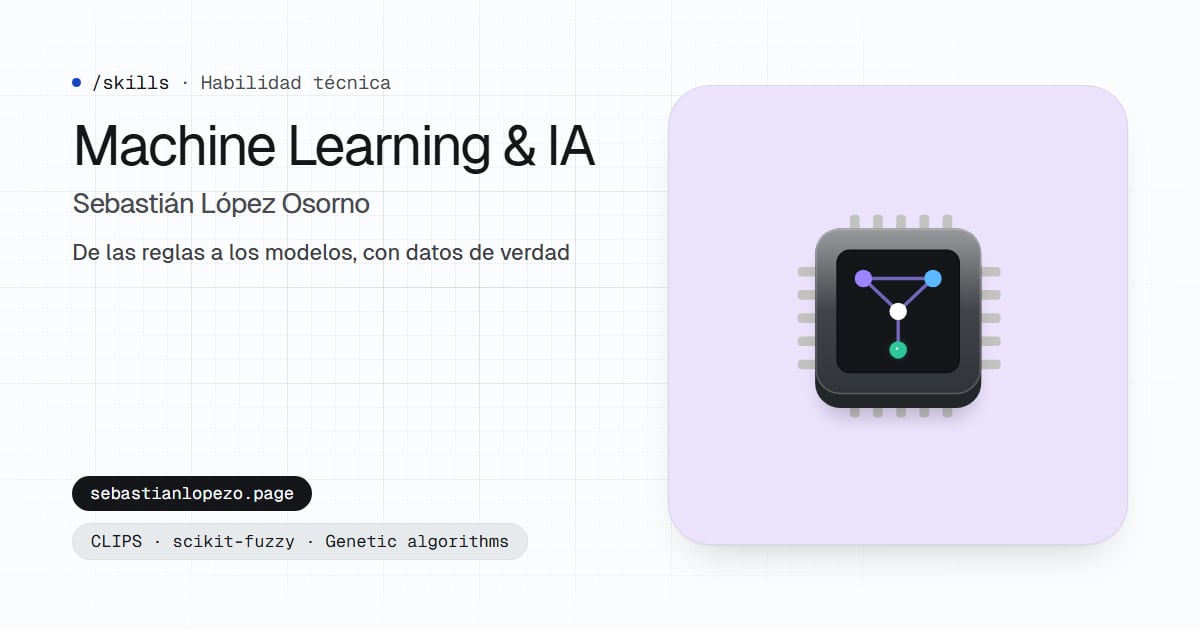 /skills · Habilidad técnica
Machine Learning & IA
Sebastián López Osorno
De las reglas a los modelos, con datos de verdad
sebastianlopezo.page
CLIPS · scikit-fuzzy · Genetic algorithms